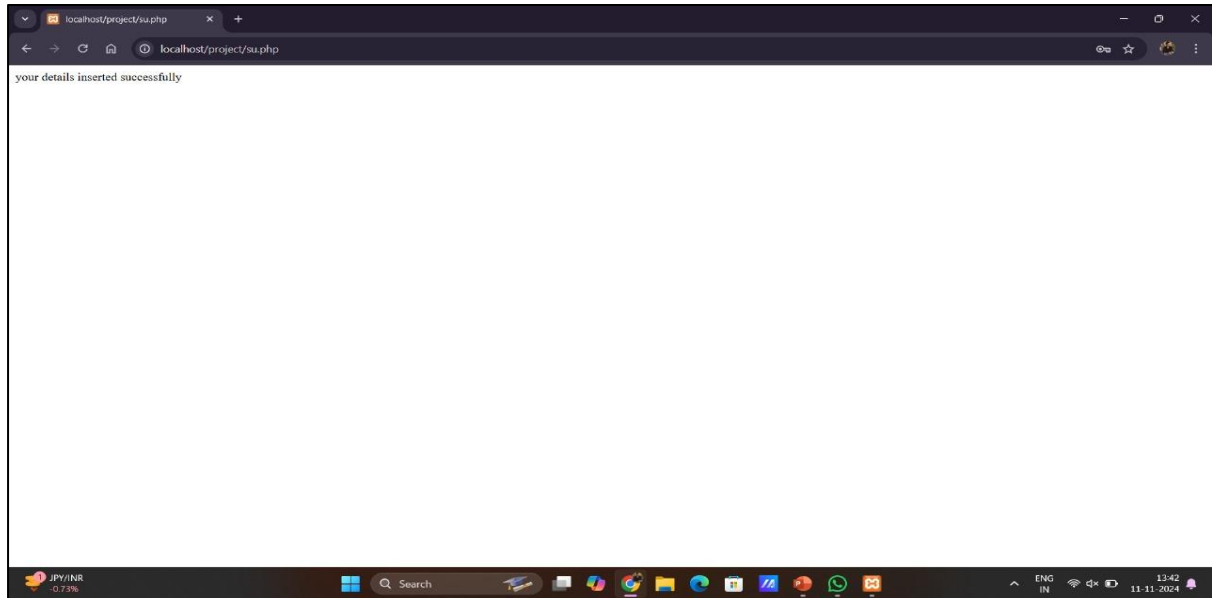 localhost/project/su.php
localhost/project/su.php
your details inserted successfully
1
JPY/INR
-0.73%
Search
ENG
IN
13:42
11-11-2024